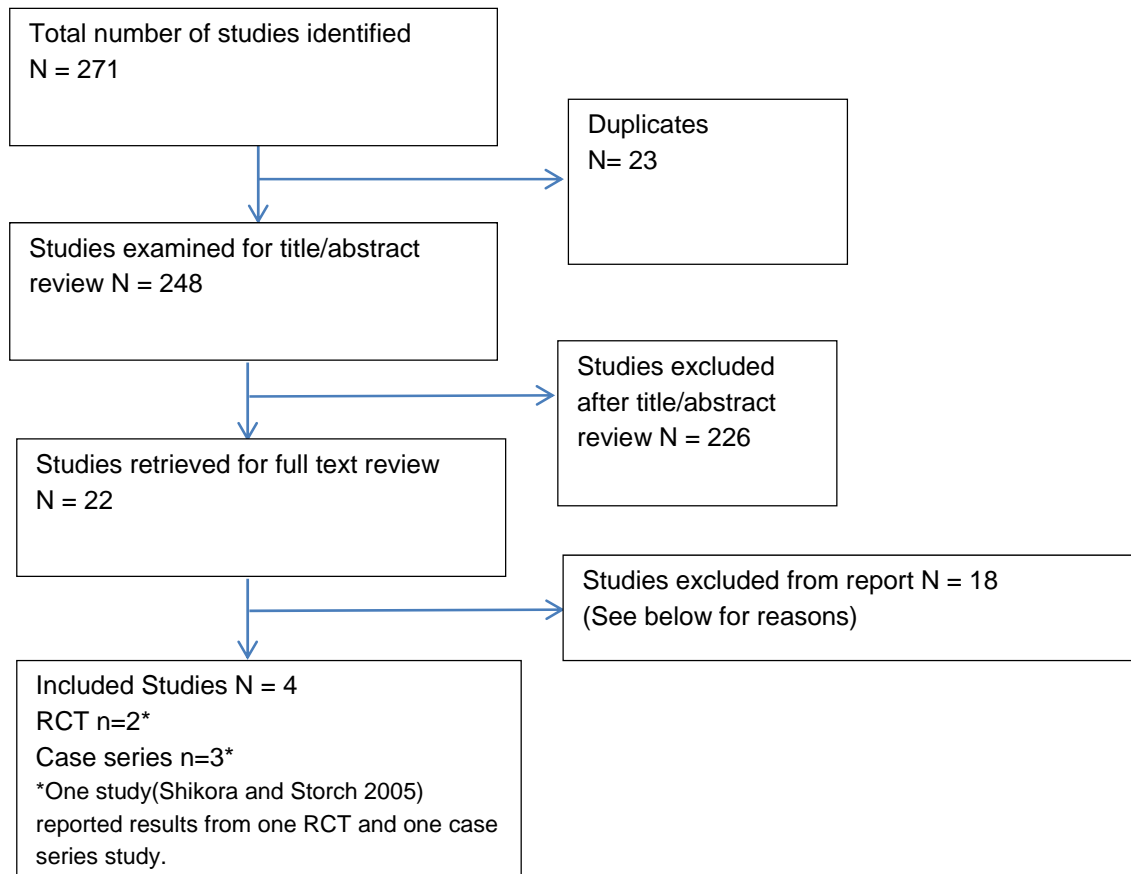 Total number of studies identified
N = 271
Duplicates
N= 23
Studies examined for title/abstract
review N = 248
Studies excluded
after title/abstract
review N = 226
Studies retrieved for full text review
N = 22
Studies excluded from report N = 18
(See below for reasons)
Included Studies N = 4
RCT n=2*
Case series n=3*
*One study(Shikora and Storch 2005)
reported results from one RCT and one case
series study.